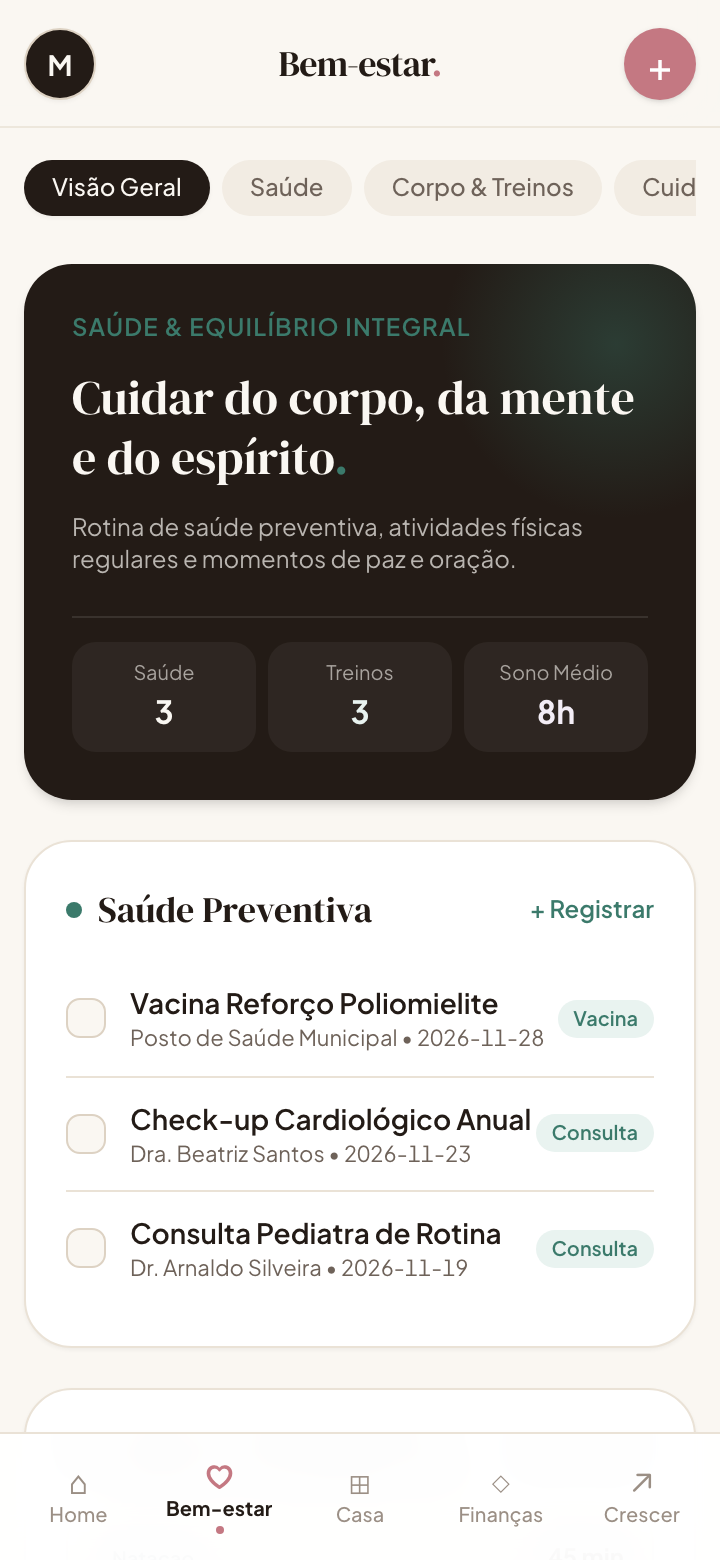 M
Bem-estar.
+
Visão Geral
Saúde
Corpo & Treinos
Cuid
SAÚDE & EQUILÍBRIO INTEGRAL
Cuidar do corpo, da mente
e do espírito.
Rotina de saúde preventiva, atividades físicas
regulares e momentos de paz e oração.
Saúde
3
Treinos
3
Sono Médio
8h
Saúde Preventiva
+ Registrar
Vacina Reforço Poliomielite
Posto de Saúde Municipal • 2026-11-28
Vacina
Check-up Cardiológico Anual
Dra. Beatriz Santos • 2026-11-23
Consulta
Consulta Pediatra de Rotina
Dr. Arnaldo Silveira • 2026-11-19
Consulta
Home
Bem-estar
Casa
Finanças
Crescer